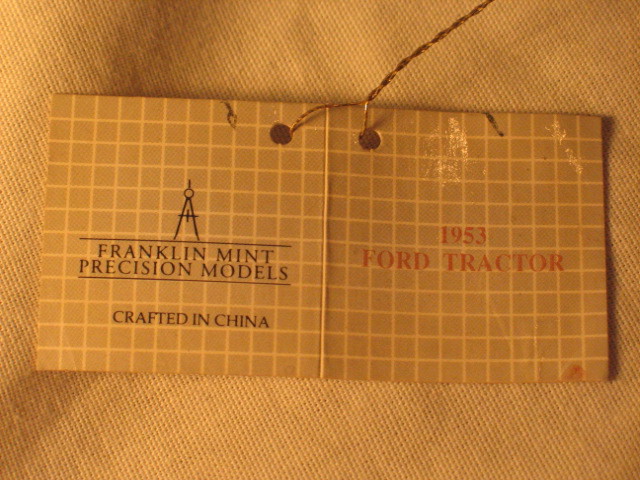 FRANKLIN MINT
PRECISION MODELS
CRAFTED IN CHINA
1953
FORD TRACTOR